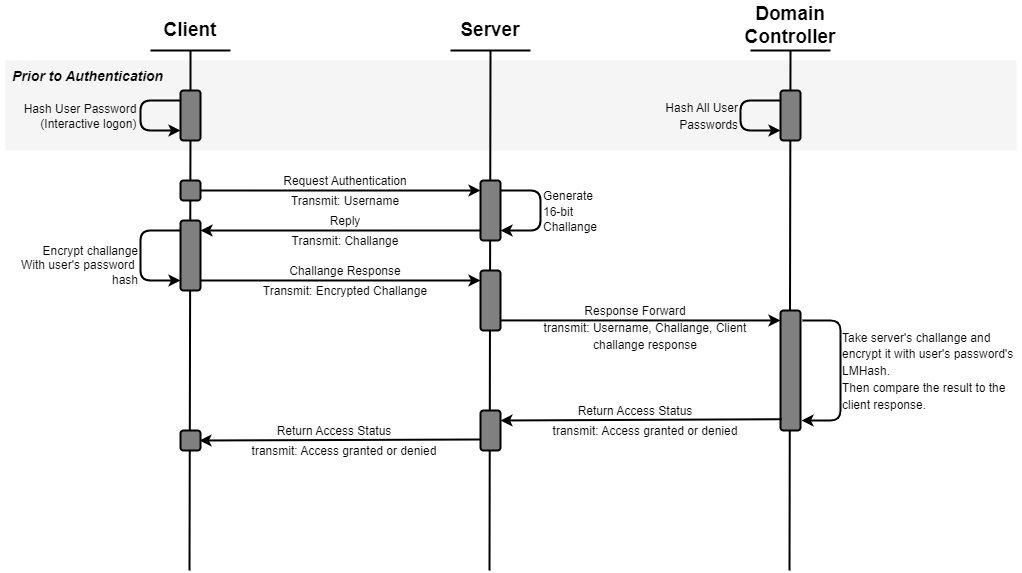 Client
Server
Domain
Controller
Prior to Authentication
Hash User Password
(Interactive logon)
Hash All User
Passwords
Request Authentication
Transmit: Username
Generate
16-bit
Challange
Reply
Transmit: Challange
Encrypt challange
With user's password
hash
Challange Response
Transmit: Encrypted Challange
Response Forward
transmit: Username, Challange, Client
challange response
Take server's challange and
encrypt it with user's password's
LMHash.
Then compare the result to the
client response.
Return Access Status
transmit: Access granted or denied
Return Access Status
transmit: Access granted or denied